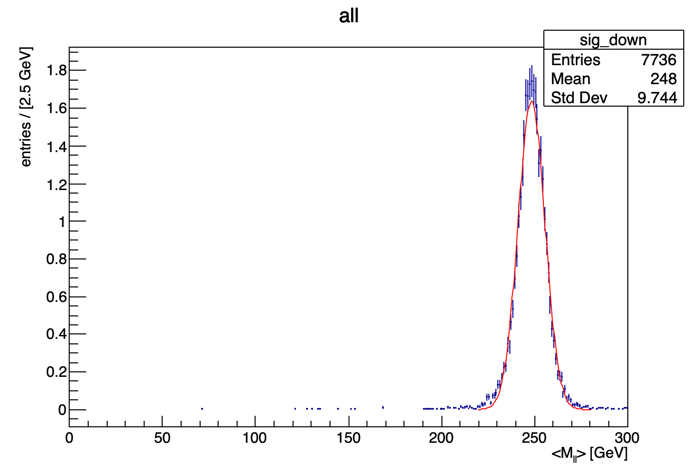 all
sig_down
Entries 7736
Mean 248
Std Dev 9.744
entries / [2.5 GeV]
1.8
1.6
1.4
1.2
1
0.8
0.6
0.4
0.2
0
0 50 100 150 200 250 300
<M_{jj}> [GeV]